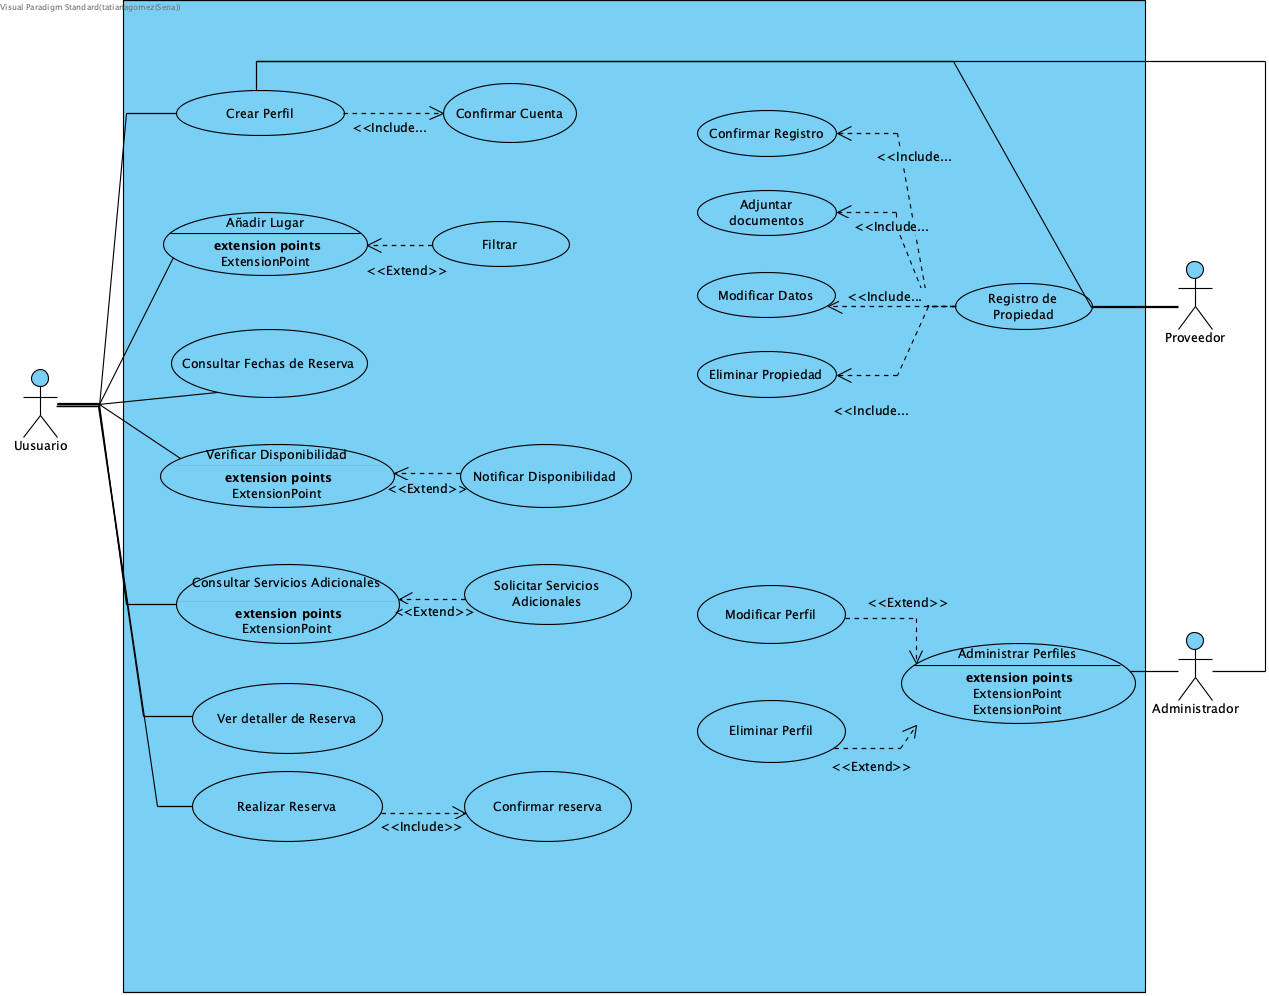 Visual Paradigm Standard(tatianagomez(Sena))
Crear Perfil
<<Include...
Confirmar Cuenta
Confirmar Registro
<<Include...
Añadir Lugar
extension points
ExtensionPoint
<<Extend>>
Filtrar
Adjuntar
documentos
<<Include...
Modificar Datos
<<Include...
Registro de
Propiedad
Proveedor
Consultar Fechas de Reserva
Eliminar Propiedad
<<Include...
Uusuario
Verificar Disponibilidad
extension points
ExtensionPoint
<<Extend>>
Notificar Disponibilidad
Consultar Servicios Adicionales
extension points
ExtensionPoint
<<Extend>>
Solicitar Servicios
Adicionales
Modificar Perfil
<<Extend>>
Administrar Perfiles
extension points
ExtensionPoint
ExtensionPoint
Administrador
Ver detaller de Reserva
Eliminar Perfil
<<Extend>>
Realizar Reserva
<<Include>>
Confirmar reserva